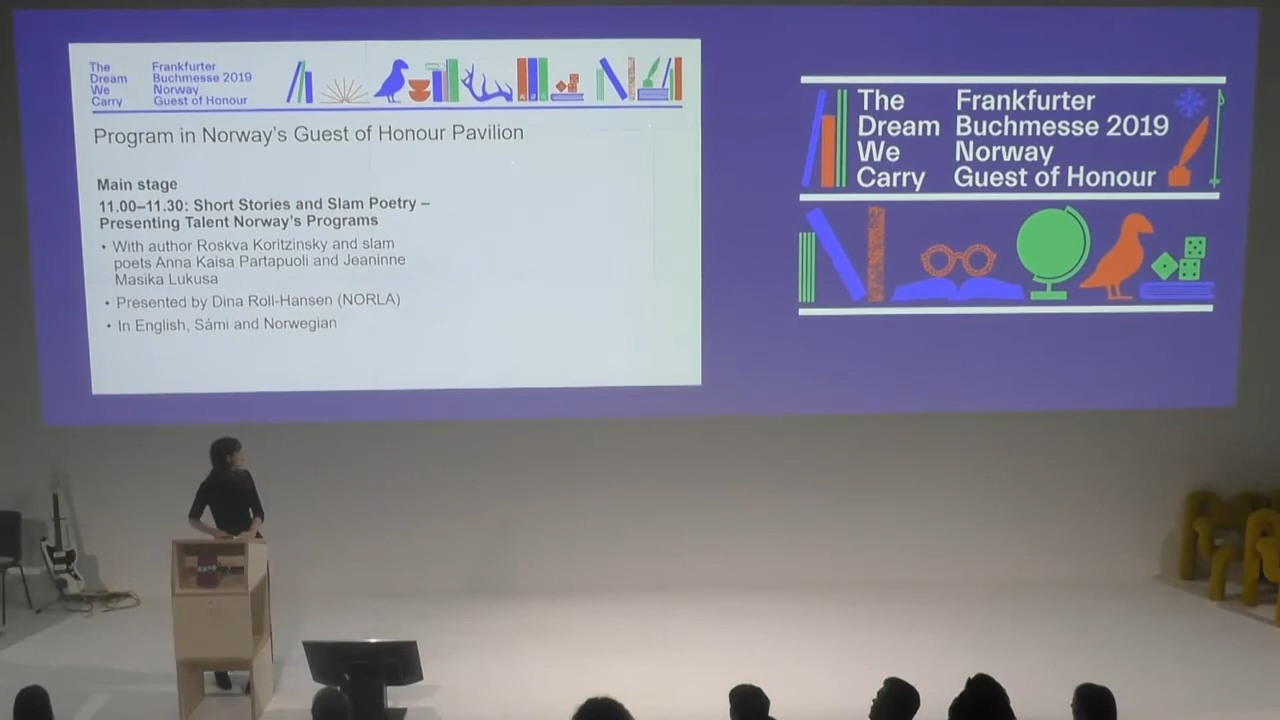 The
Dream
We
Carry
Frankfurter
Buchmesse 2019
Norway
Guest of Honour
Program in Norway's Guest of Honour Pavilion
Main stage
11.00–11.30: Short Stories and Slam Poetry –
Presenting Talent Norway's Programs
• With author Roskva Koritzinsky and slam
poets Anna Kaisa Partapuoli and Jeaninne
Masika Lukusa
• Presented by Dina Roll-Hansen (NORLA)
• In English, Sámi and Norwegian
The
Dream
We
Carry
Frankfurter
Buchmesse 2019
Norway
Guest of Honour